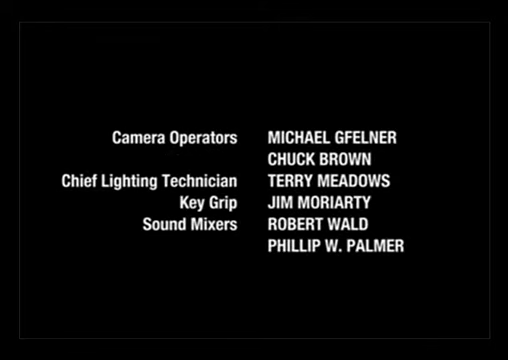 Camera Operators MICHAEL GFELNER
CHUCK BROWN
Chief Lighting Technician TERRY MEADOWS
Key Grip JIM MORIARTY
Sound Mixers ROBERT WALD
PHILLIP W. PALMER